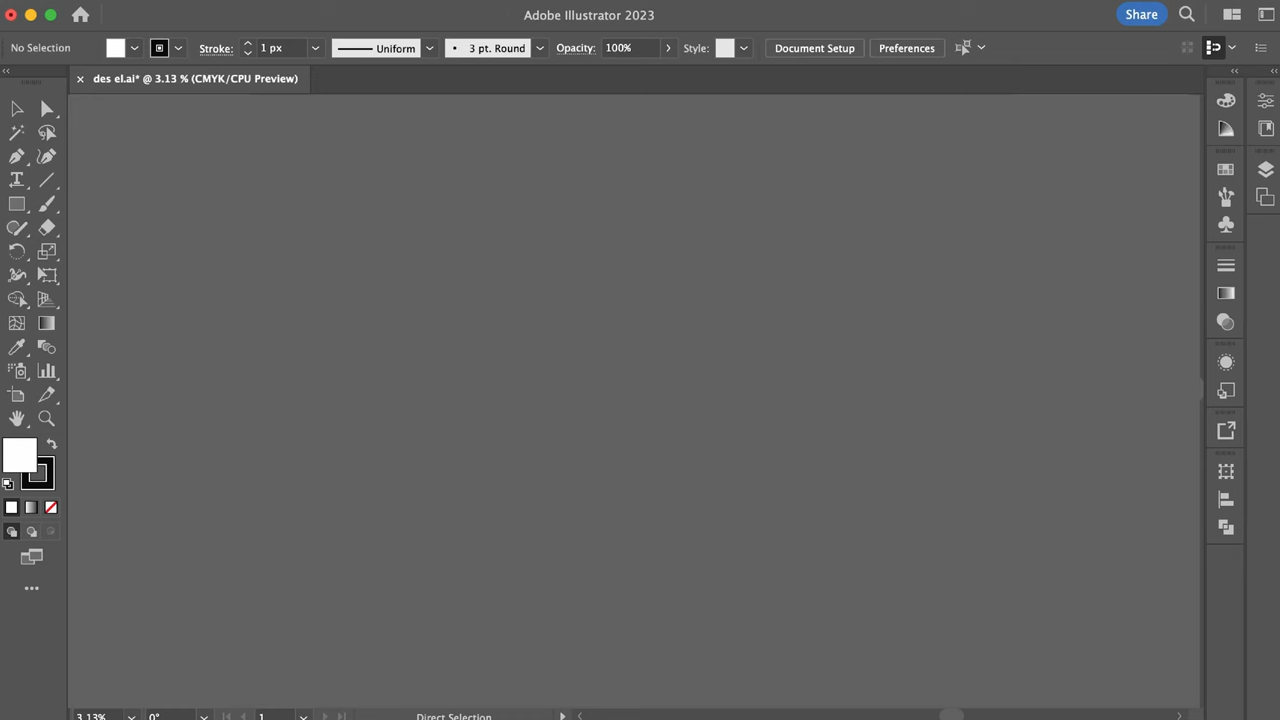 Adobe Illustrator 2023
Share
No Selection
Stroke:
1 px
Uniform
3 pt. Round
Opacity:
100%
Style:
Document Setup
Preferences
× des el.ai* @ 3.13 % (CMYK/CPU Preview)
3.13%
0°
1
Direct Selection